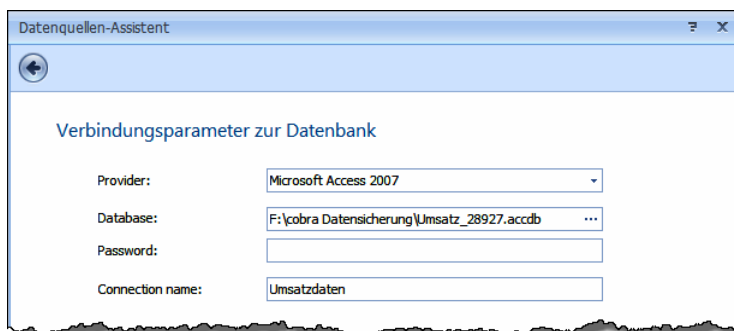 Datenquellen-Assistent ? X
Verbindungsparameter zur Datenbank
Provider: Microsoft Access 2007
Database: F:\cobra Datensicherung\Umsatz_28927.accdb ...
Password:
Connection name: Umsatzdaten